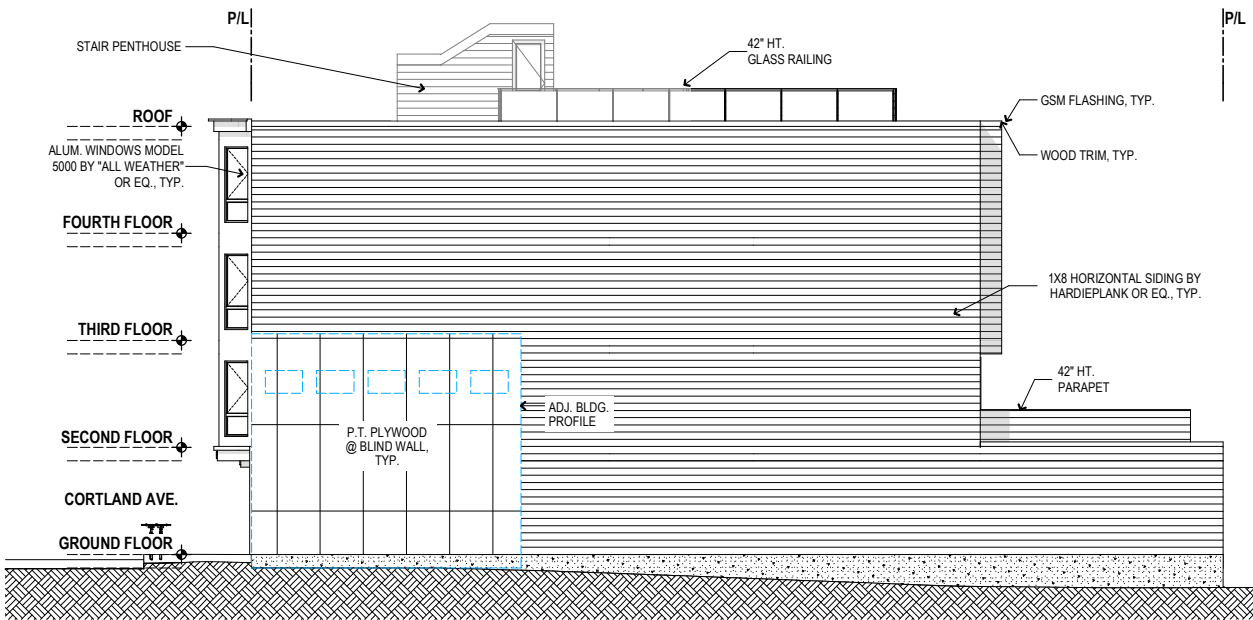 P/L
P/L
STAIR PENTHOUSE
42" HT.
GLASS RAILING
ROOF
GSM FLASHING, TYP.
ALUM. WINDOWS MODEL
5000 BY "ALL WEATHER"
OR EQ., TYP.
WOOD TRIM, TYP.
FOURTH FLOOR
1X8 HORIZONTAL SIDING BY
HARDIEPLANK OR EQ., TYP.
THIRD FLOOR
42" HT.
PARAPET
ADJ. BLDG.
PROFILE
P.T. PLYWOOD
@ BLIND WALL,
TYP.
SECOND FLOOR
CORTLAND AVE.
GROUND FLOOR